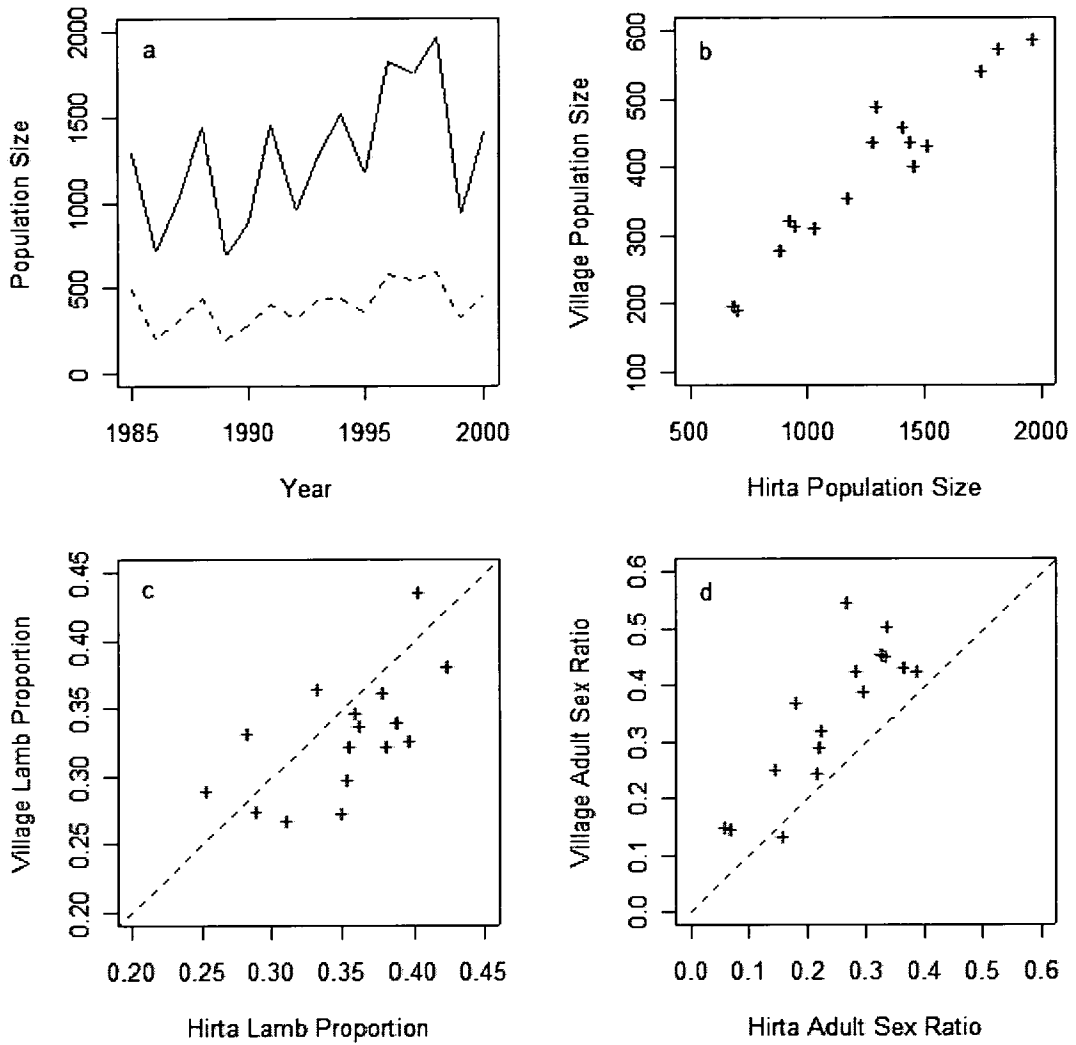 a
Population Size
2000
1500
1000
500
0
1985 1990 1995 2000
Year
b
Village Population Size
600
500
400
300
200
100
500 1000 1500 2000
Hirta Population Size
c
Village Lamb Proportion
0.45
0.40
0.35
0.30
0.25
0.20
0.20 0.25 0.30 0.35 0.40 0.45
Hirta Lamb Proportion
d
Village Adult Sex Ratio
0.6
0.5
0.4
0.3
0.2
0.1
0.0
0.0 0.1 0.2 0.3 0.4 0.5 0.6
Hirta Adult Sex Ratio